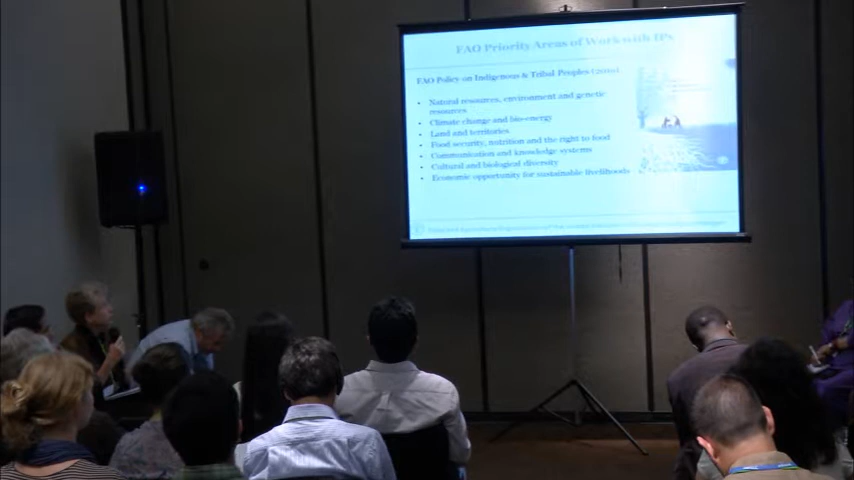 FAO Priority Areas of Work with IPs
FAO Policy on Indigenous & Tribal Peoples (2010)
• Natural resources, environment and genetic
resources
• Climate change and bio-energy
• Land and territories
• Food security, nutrition and the right to food
• Communication and knowledge systems
• Cultural and biological diversity
• Economic opportunity for sustainable livelihoods